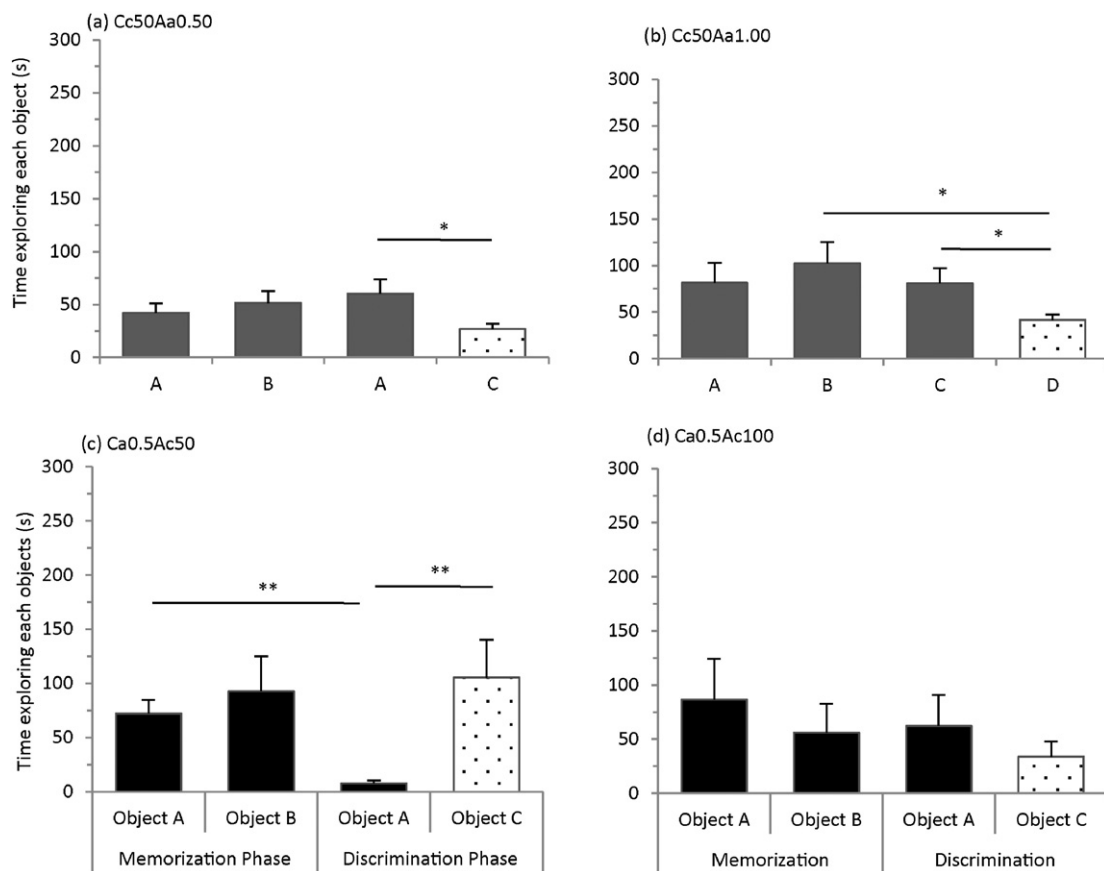 (a) Cc50Aa0.50
Time exploring each object (s)
300
250
200
150
100
50
0
*
A B A C
(b) Cc50Aa1.00
300
250
200
150
100
50
0
*
*
A B C D
(c) Ca0.5Ac50
Time exploring each objects (s)
300
250
200
150
100
50
0
**
**
Object A Object B Object A Object C
Memorization Phase Discrimination Phase
(d) Ca0.5Ac100
300
250
200
150
100
50
0
Object A Object B Object A Object C
Memorization Discrimination